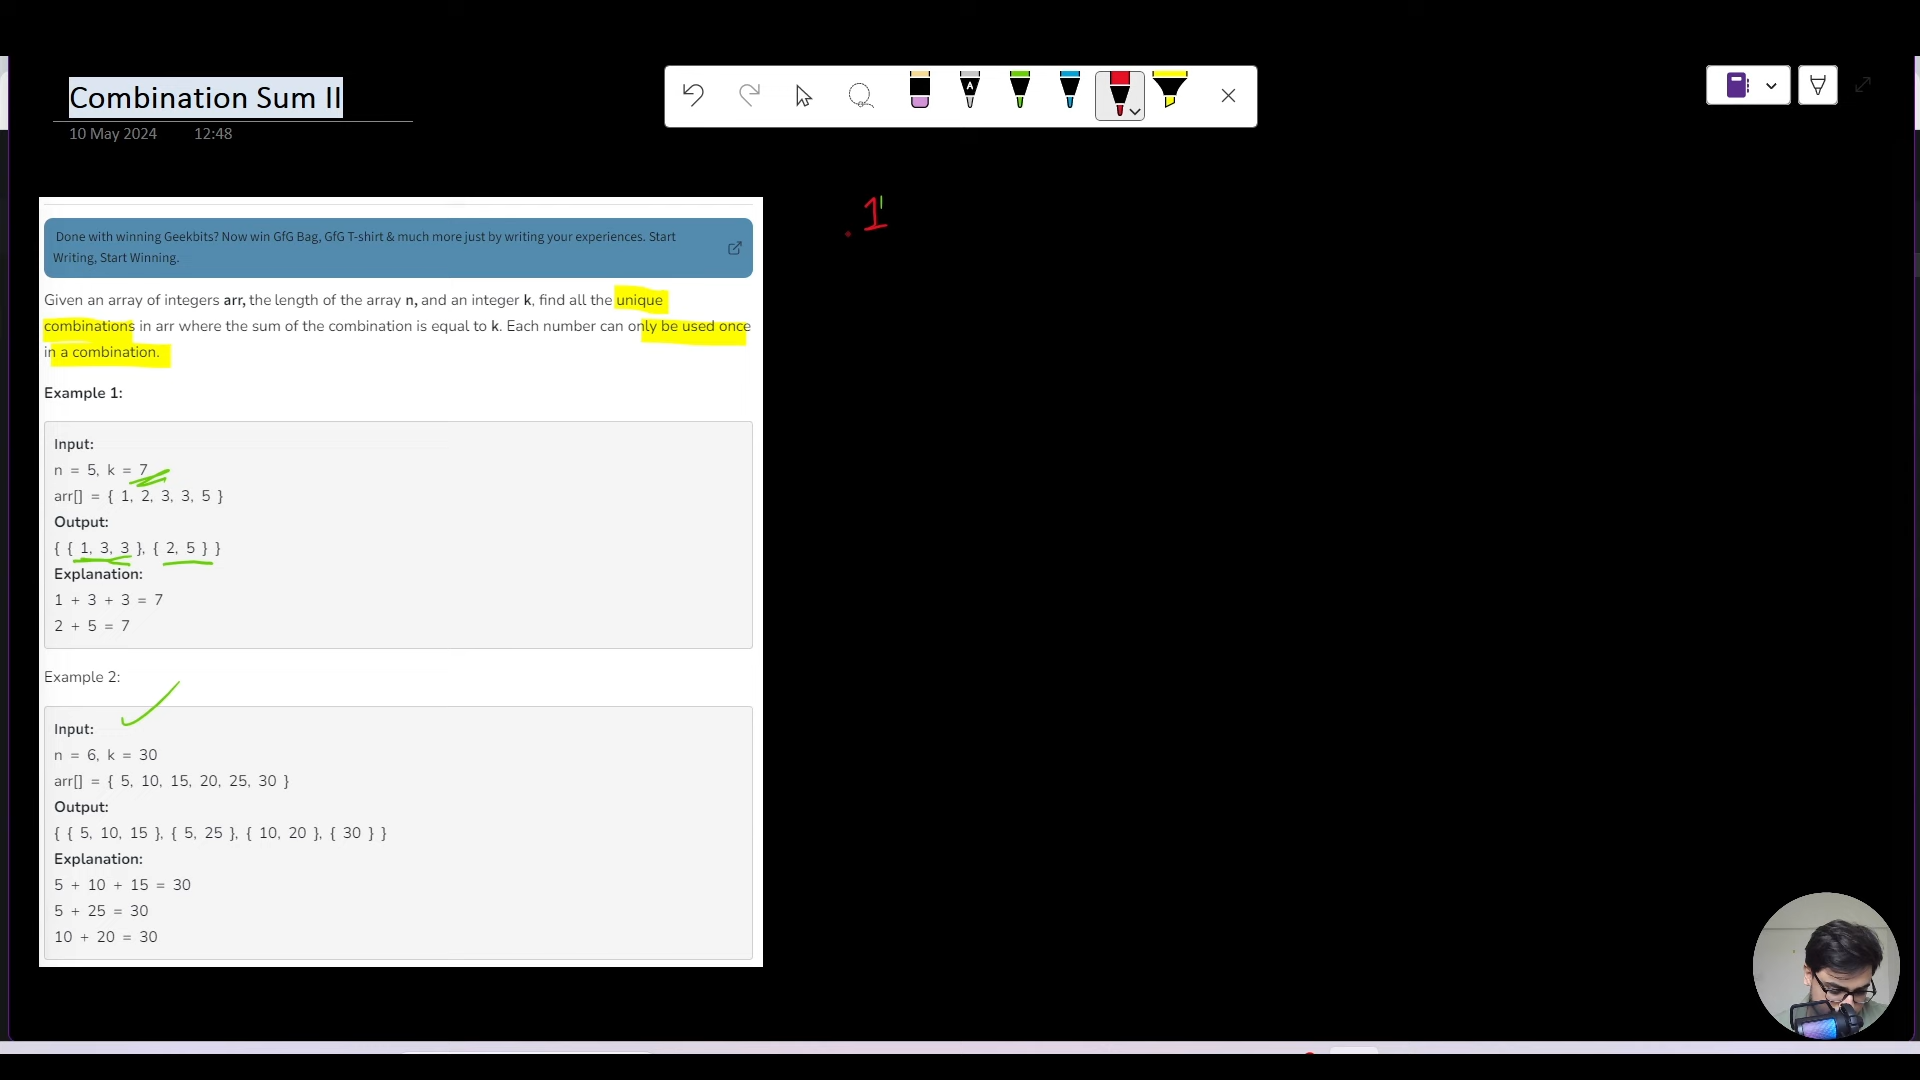 Combination Sum II
10 May 2024 12:48
A
1
Done with winning Geekbits? Now win GfG Bag, GfG T-shirt & much more just by writing your experiences. Start
Writing, Start Winning.
Given an array of integers arr, the length of the array n, and an integer k, find all the unique
combinations in arr where the sum of the combination is equal to k. Each number can only be used once
in a combination.
Example 1:
Input:
n = 5, k = 7
arr[] = { 1, 2, 3, 3, 5 }
Output:
{ { 1, 3, 3 }, { 2, 5 } }
Explanation:
1 + 3 + 3 = 7
2 + 5 = 7
Example 2:
Input:
n = 6, k = 30
arr[] = { 5, 10, 15, 20, 25, 30 }
Output:
{ { 5, 10, 15 }, { 5, 25 }, { 10, 20 }, { 30 } }
Explanation:
5 + 10 + 15 = 30
5 + 25 = 30
10 + 20 = 30